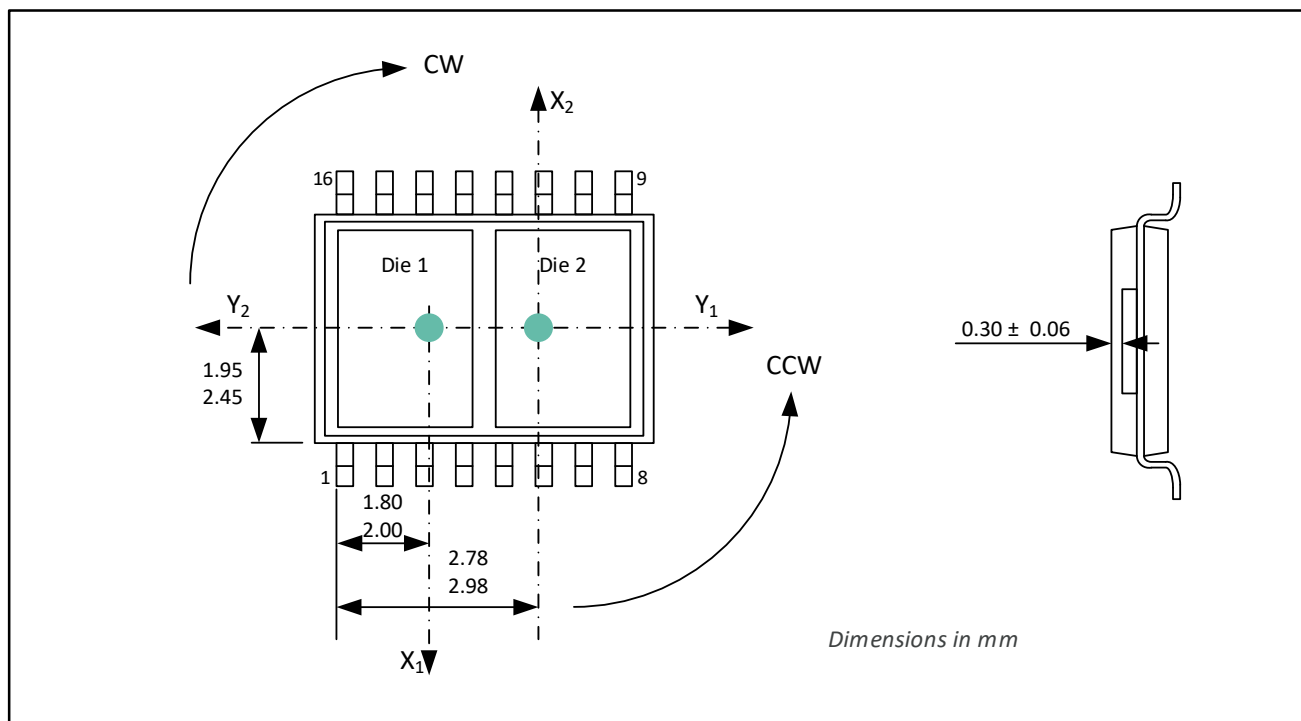 CW
X₂
16
9
Die 1
Die 2
Y₂
Y₁
0.30 ± 0.06
1.95
2.45
CCW
1
8
1.80
2.00
2.78
2.98
Dimensions in mm
X₁